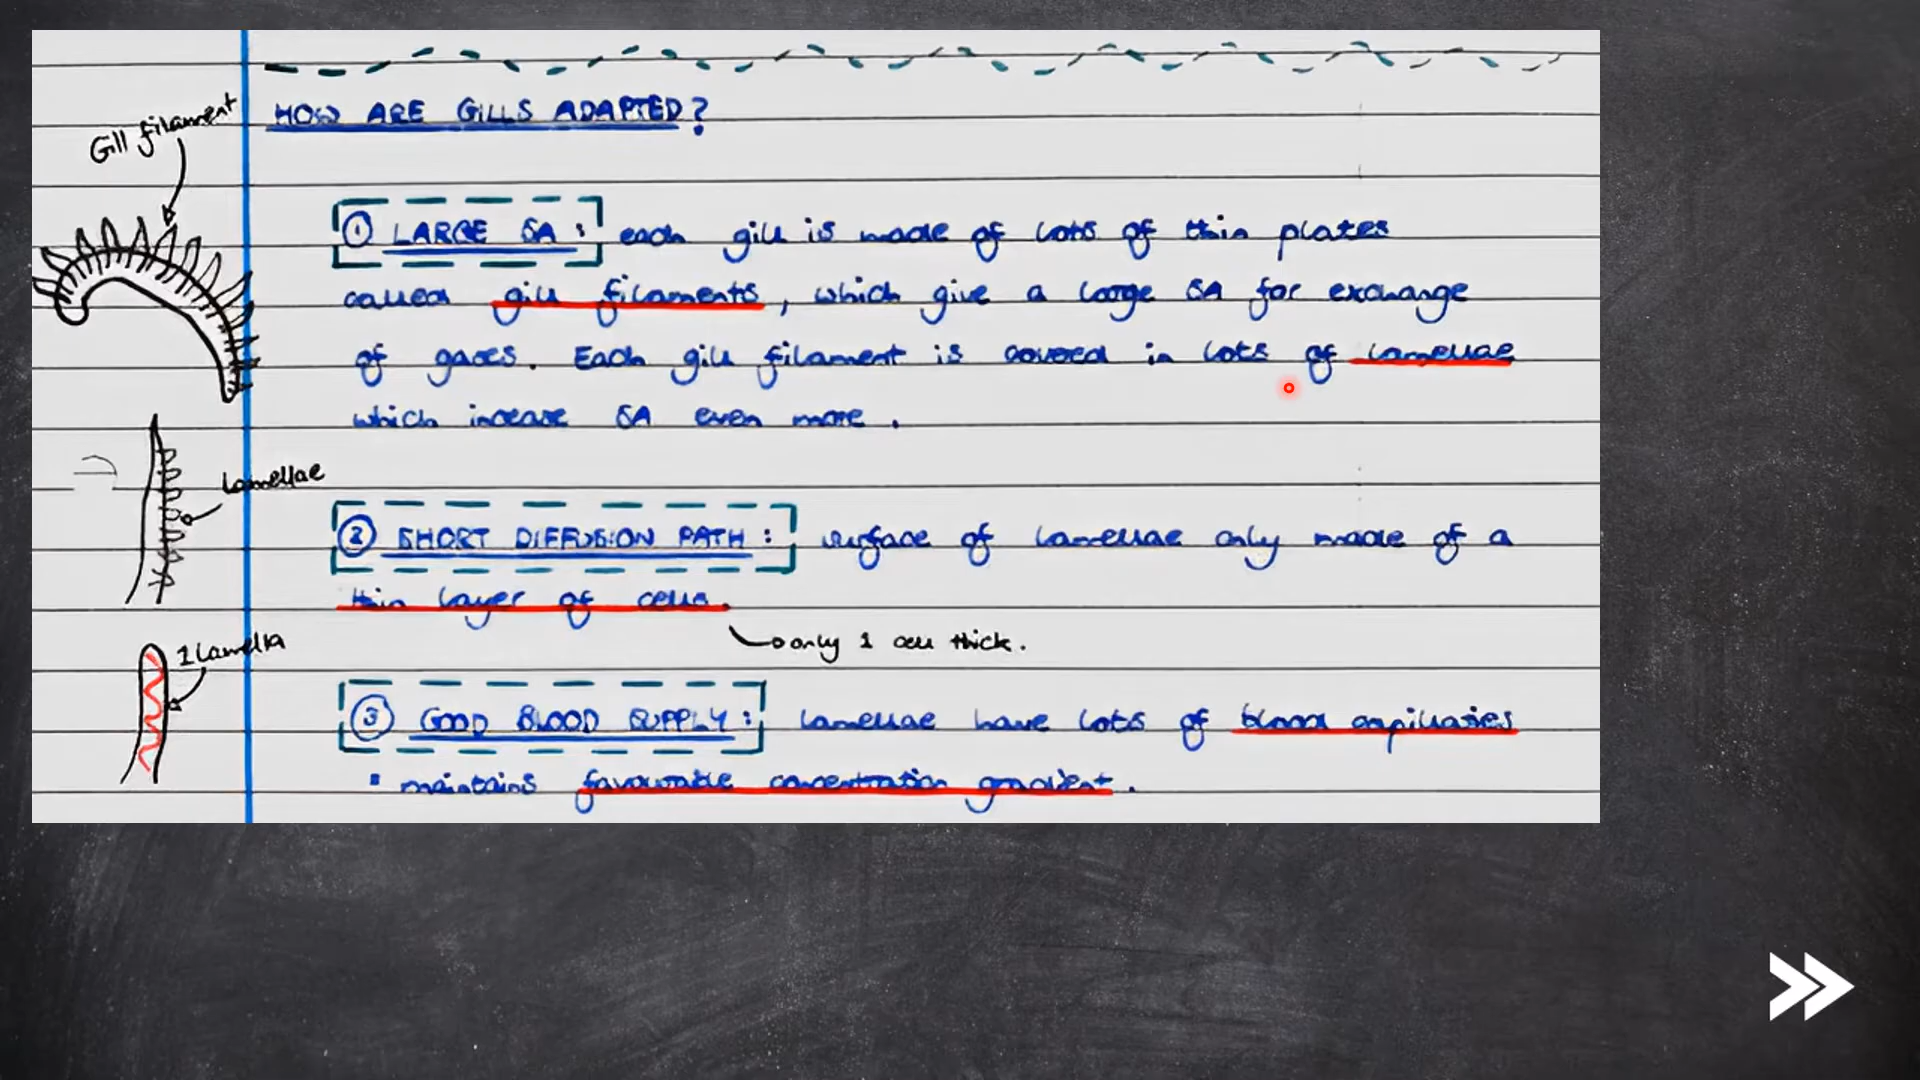 HOW ARE GILLS ADAPTED?
Gill filament
① LARGE SA: each gill is made of lots of thin plates
called gill filaments, which give a large SA for exchange
of gases. Each gill filament is covered in lots of lamellae
which increase SA even more.
Lamellae
② SHORT DIFFUSION PATH: surface of lamellae only made of a
thin layer of cells.
only 1 cell thick.
1 Lamella
③ GOOD BLOOD SUPPLY: lamellae have lots of blood capillaries
▪ maintains favourable concentration gradient.